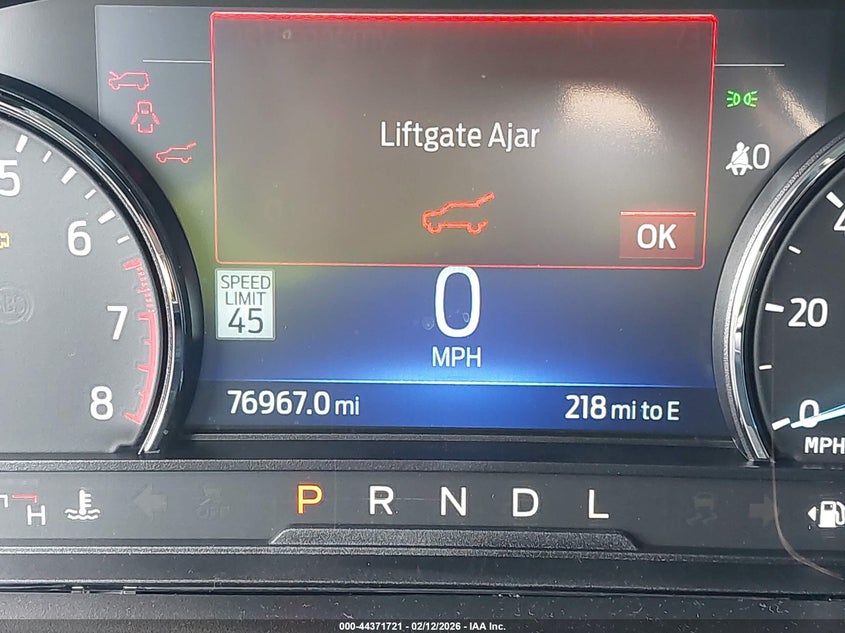 Liftgate Ajar
OK
0
SPEED
LIMIT
45
0
MPH
76967.0 mi
218 mi to E
5
6
7
8
20
0
MPH
H
P R N D L
000-44371721 - 02/12/2026 - IAA Inc.